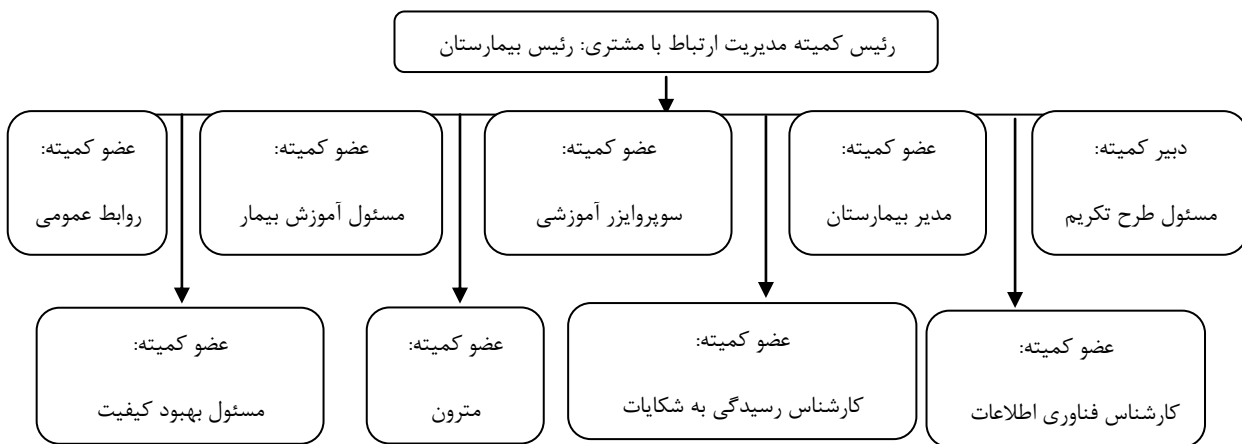 رئیس کمیته مدیریت ارتباط با مشتری: رئیس بیمارستان
دبیر کمیته:
مسئول طرح تکریم
عضو کمیته:
مدیر بیمارستان
عضو کمیته:
سوپروایزر آموزشی
عضو کمیته:
مسئول آموزش بیمار
عضو کمیته:
روابط عمومی
عضو کمیته:
کارشناس فناوری اطلاعات
عضو کمیته:
کارشناس رسیدگی به شکایات
عضو کمیته:
مترون
عضو کمیته:
مسئول بهبود کیفیت